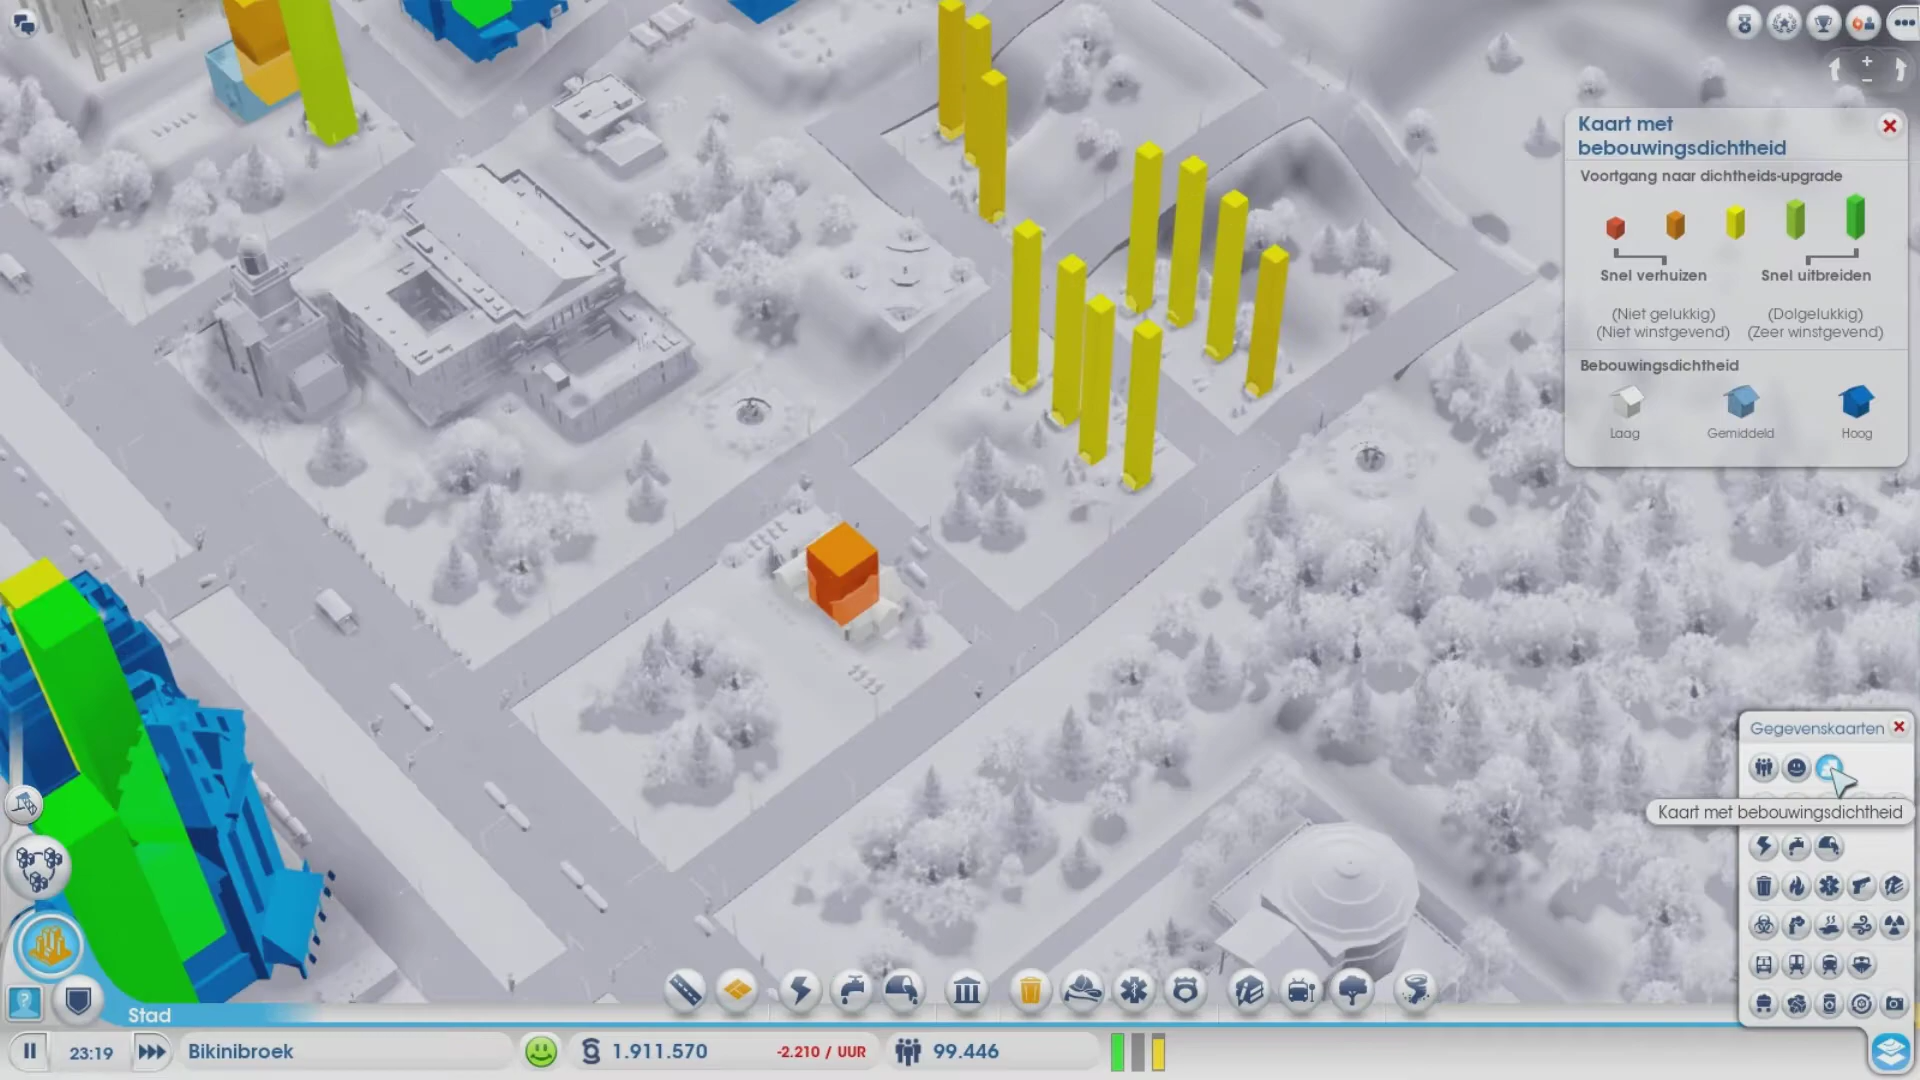 Kaart met
bebouwingsdichtheid
Voortgang naar dichtheids-upgrade
Snel verhuizen Snel uitbreiden
(Niet gelukkig) (Dolgelukkig)
(Niet winstgevend) (Zeer winstgevend)
Bebouwingsdichtheid
Laag Gemiddeld Hoog
Gegevenskaarten
Kaart met bebouwingsdichtheid
Stad
23:19 Bikinibroek 1.911.570 -2.210 / UUR 99.446